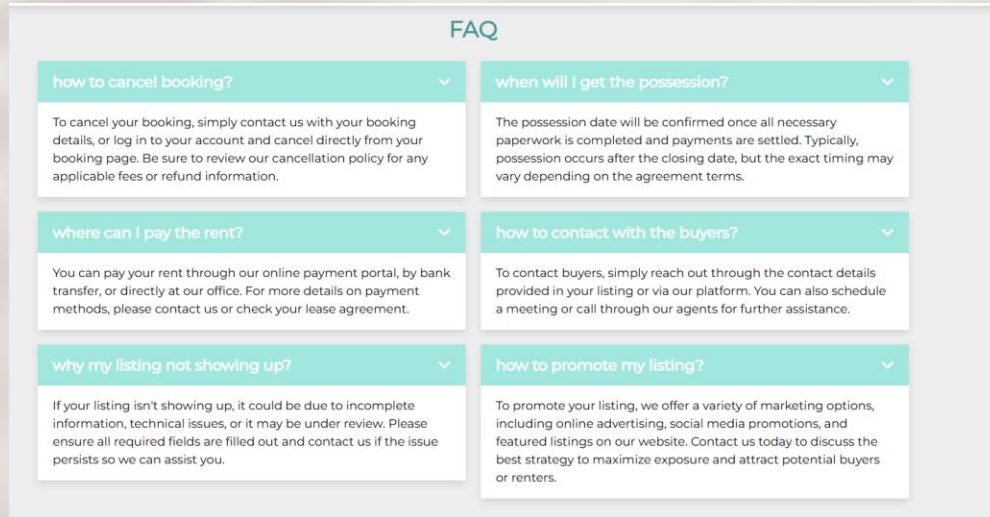 FAQ
how to cancel booking?
To cancel your booking, simply contact us with your booking
details, or log in to your account and cancel directly from your
booking page. Be sure to review our cancellation policy for any
applicable fees or refund information.
when will I get the possession?
The possession date will be confirmed once all necessary
paperwork is completed and payments are settled. Typically,
possession occurs after the closing date, but the exact timing may
vary depending on the agreement terms.
where can I pay the rent?
You can pay your rent through our online payment portal, by bank
transfer, or directly at our office. For more details on payment
methods, please contact us or check your lease agreement.
how to contact with the buyers?
To contact buyers, simply reach out through the contact details
provided in your listing or via our platform. You can also schedule
a meeting or call through our agents for further assistance.
why my listing not showing up?
If your listing isn't showing up, it could be due to incomplete
information, technical issues, or it may be under review. Please
ensure all required fields are filled out and contact us if the issue
persists so we can assist you.
how to promote my listing?
To promote your listing, we offer a variety of marketing options,
including online advertising, social media promotions, and
featured listings on our website. Contact us today to discuss the
best strategy to maximize exposure and attract potential buyers
or renters.